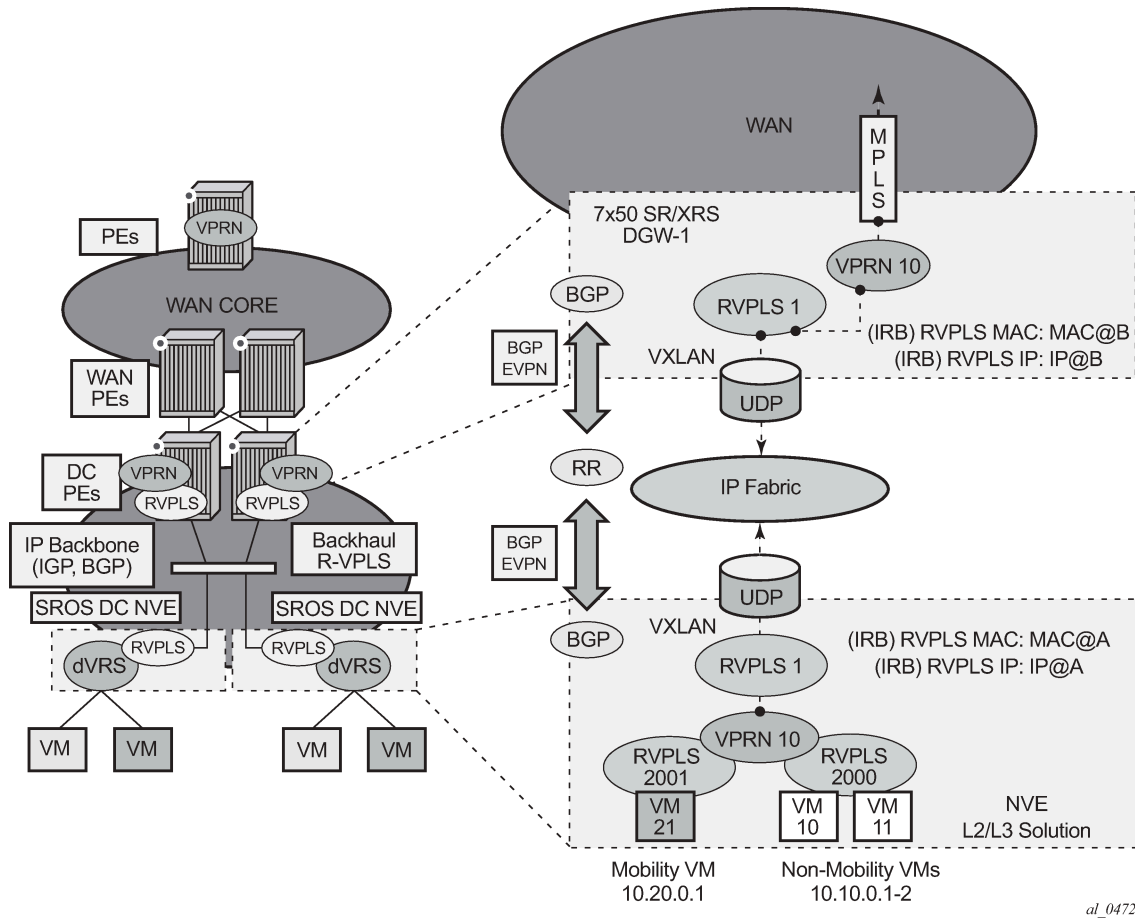 VPRN
PEs
WAN CORE
WAN
PEs
DC
PEs
VPRN
VPRN
RVPLS
RVPLS
IP Backbone
(IGP, BGP)
Backhaul
R-VPLS
SROS DC NVE
SROS DC NVE
RVPLS
RVPLS
dVRS
dVRS
VM
VM
VM
VM
WAN
MPLS
7x50 SR/XRS
DGW-1
VPRN 10
BGP
RVPLS 1
(IRB) RVPLS MAC: MAC@B
(IRB) RVPLS IP: IP@B
BGP
EVPN
VXLAN
UDP
RR
IP Fabric
BGP
EVPN
UDP
BGP
VXLAN
RVPLS 1
(IRB) RVPLS MAC: MAC@A
(IRB) RVPLS IP: IP@A
VPRN 10
RVPLS
2001
RVPLS
2000
VM
21
VM
10
VM
11
NVE
L2/L3 Solution
Mobility VM
10.20.0.1
Non-Mobility VMs
10.10.0.1-2
al_0472